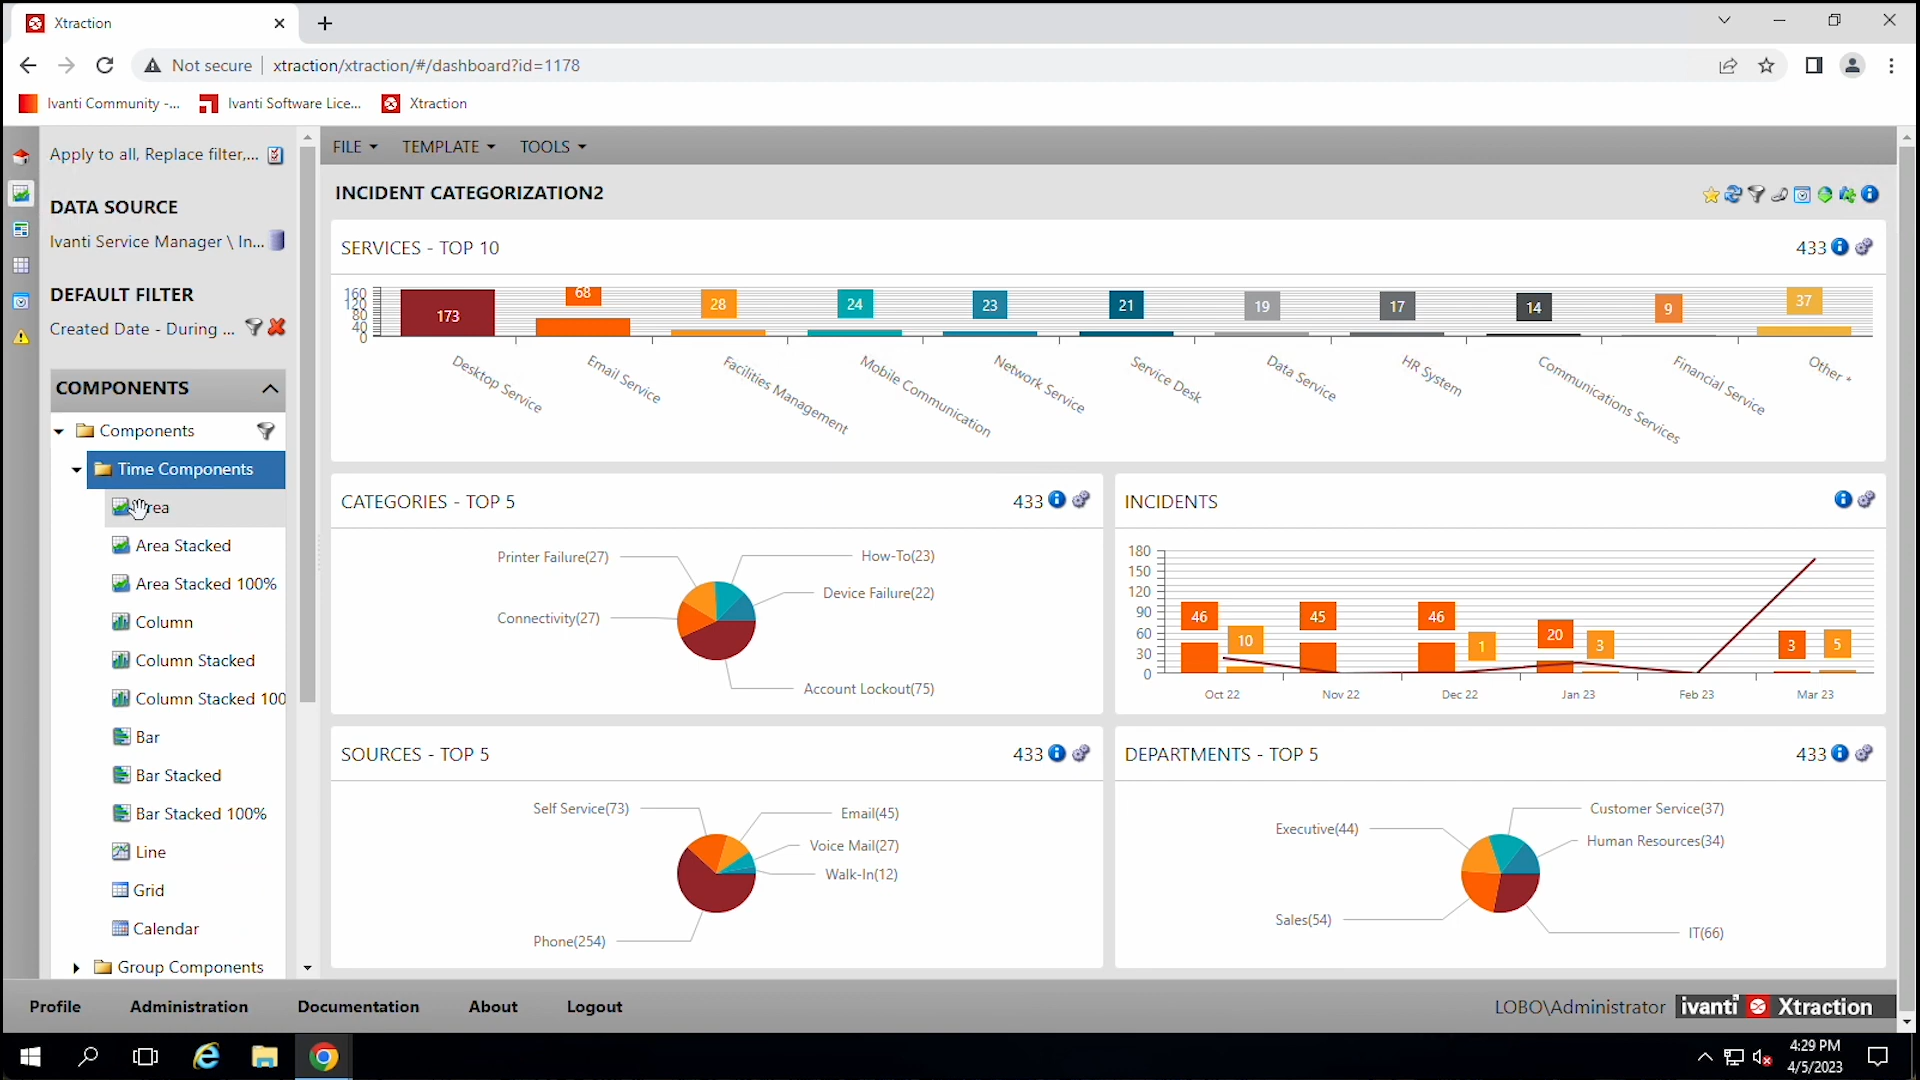 Xtraction
Not secure
xtraction/xtraction/#/dashboard?id=1178
Ivanti Community -...
Ivanti Software Lice...
Xtraction
Apply to all, Replace filter,...
FILE
TEMPLATE
TOOLS
DATA SOURCE
Ivanti Service Manager \ In...
DEFAULT FILTER
Created Date - During ...
COMPONENTS
Components
Time Components
Area Stacked
Area Stacked 100%
Column
Column Stacked
Column Stacked 100
Bar
Bar Stacked
Bar Stacked 100%
Line
Grid
Calendar
Group Components
INCIDENT CATEGORIZATION2
SERVICES - TOP 10
433
160
120
80
40
0
173
68
28
24
23
21
19
17
14
9
37
Desktop Service
Email Service
Facilities Management
Mobile Communication
Network Service
Service Desk
Data Service
HR System
Communications Services
Financial Service
Other *
CATEGORIES - TOP 5
433
Printer Failure(27)
How-To(23)
Device Failure(22)
Connectivity(27)
Account Lockout(75)
INCIDENTS
180
150
120
90
60
30
0
46
10
45
46
1
20
3
3
5
Oct 22
Nov 22
Dec 22
Jan 23
Feb 23
Mar 23
SOURCES - TOP 5
433
Self Service(73)
Email(45)
Voice Mail(27)
Walk-In(12)
Phone(254)
DEPARTMENTS - TOP 5
433
Customer Service(37)
Executive(44)
Human Resources(34)
Sales(54)
IT(66)
Profile
Administration
Documentation
About
Logout
LOBO\Administrator
ivanti Xtraction
4:29 PM
4/5/2023